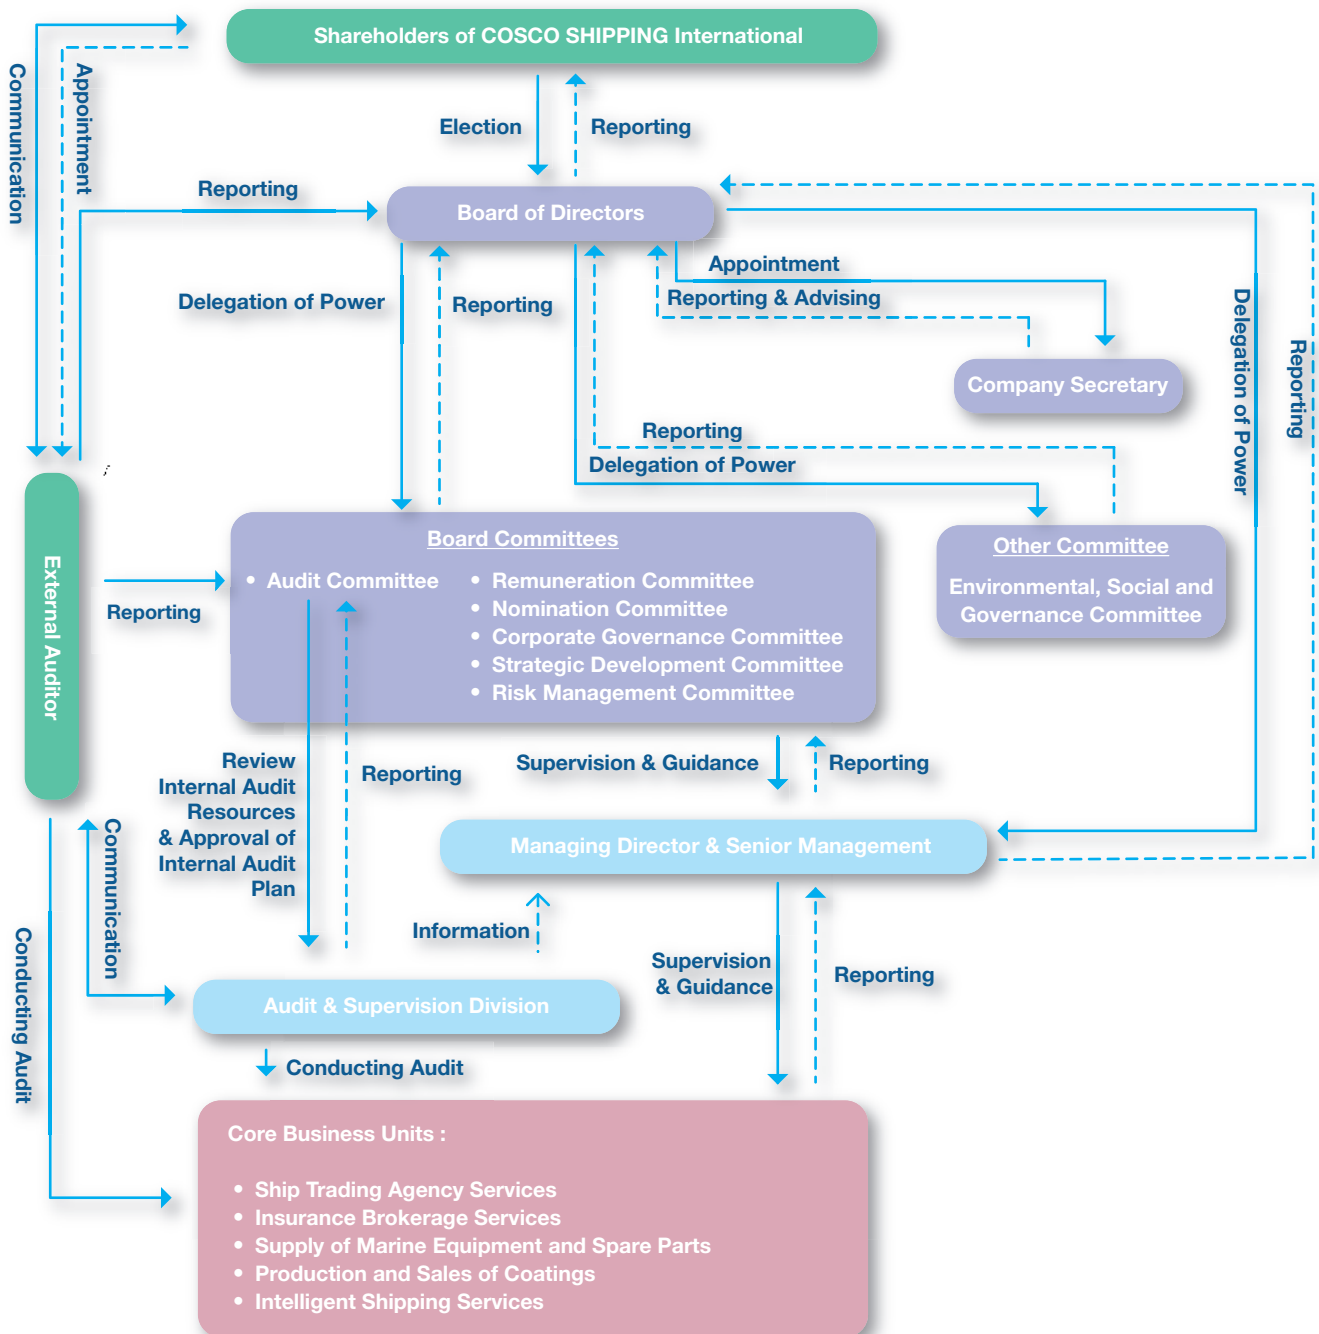 Shareholders of COSCO SHIPPING International
Communication
Appointment
Election
Reporting
Reporting
Board of Directors
Delegation of Power
Reporting
Appointment
Reporting & Advising
Company Secretary
Delegation of Power
Reporting
Reporting
Delegation of Power
External Auditor
Reporting
Board Committees
• Audit Committee
• Remuneration Committee
• Nomination Committee
• Corporate Governance Committee
• Strategic Development Committee
• Risk Management Committee
Other Committee
Environmental, Social and
Governance Committee
Review
Internal Audit
Resources
& Approval of
Internal Audit
Plan
Reporting
Supervision & Guidance
Reporting
Managing Director & Senior Management
Communication
Conducting Audit
Information
Supervision
& Guidance
Reporting
Audit & Supervision Division
Conducting Audit
Core Business Units :
• Ship Trading Agency Services
• Insurance Brokerage Services
• Supply of Marine Equipment and Spare Parts
• Production and Sales of Coatings
• Intelligent Shipping Services